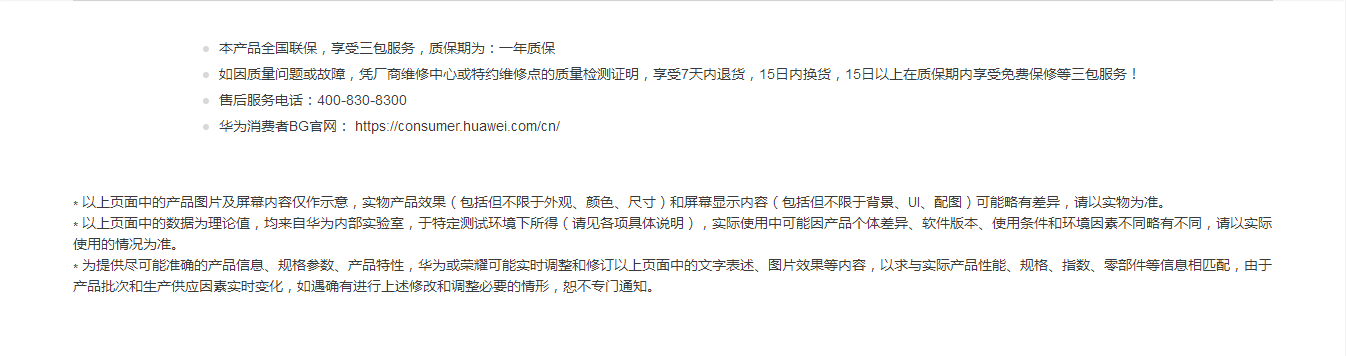 本产品全国联保，享受三包服务，质保期为：一年质保
如因质量问题或故障，凭厂商维修中心或特约维修点的质量检测证明，享受7天内退货，15日内换货，15日以上在质保期内享受免费保修等三包服务！
售后服务电话：400-830-8300
华为消费者BG官网： https://consumer.huawei.com/cn/
* 以上页面中的产品图片及屏幕内容仅作示意，实物产品效果（包括但不限于外观、颜色、尺寸）和屏幕显示内容（包括但不限于背景、UI、配图）可能略有差异，请以实物为准。
* 以上页面中的数据为理论值，均来自华为内部实验室，于特定测试环境下所得（请见各项具体说明），实际使用中可能因产品个体差异、软件版本、使用条件和环境因素不同略有不同，请以实际
使用的情况为准。
* 为提供尽可能准确的产品信息、规格参数、产品特性，华为或荣耀可能实时调整和修订以上页面中的文字表述、图片效果等内容，以求与实际产品性能、规格、指数、零部件等信息相匹配，由于
产品批次和生产供应因素实时变化，如遇确有进行上述修改和调整必要的情形，恕不专门通知。